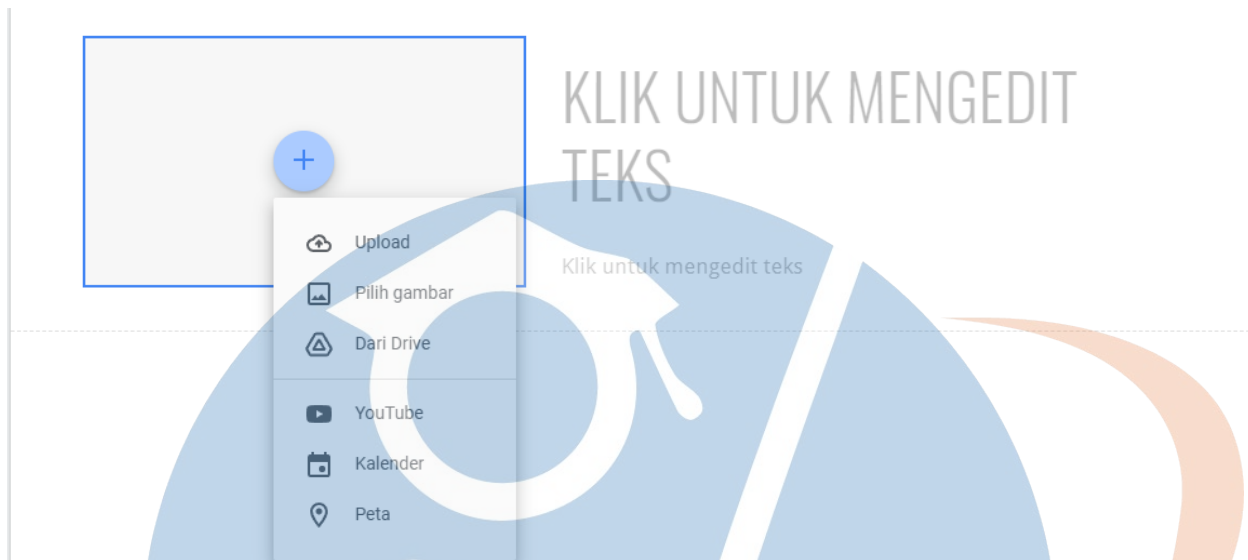 KLIK UNTUK MENGEDIT
TEKS
Klik untuk mengedit teks
Upload
Pilih gambar
Dari Drive
YouTube
Kalender
Peta